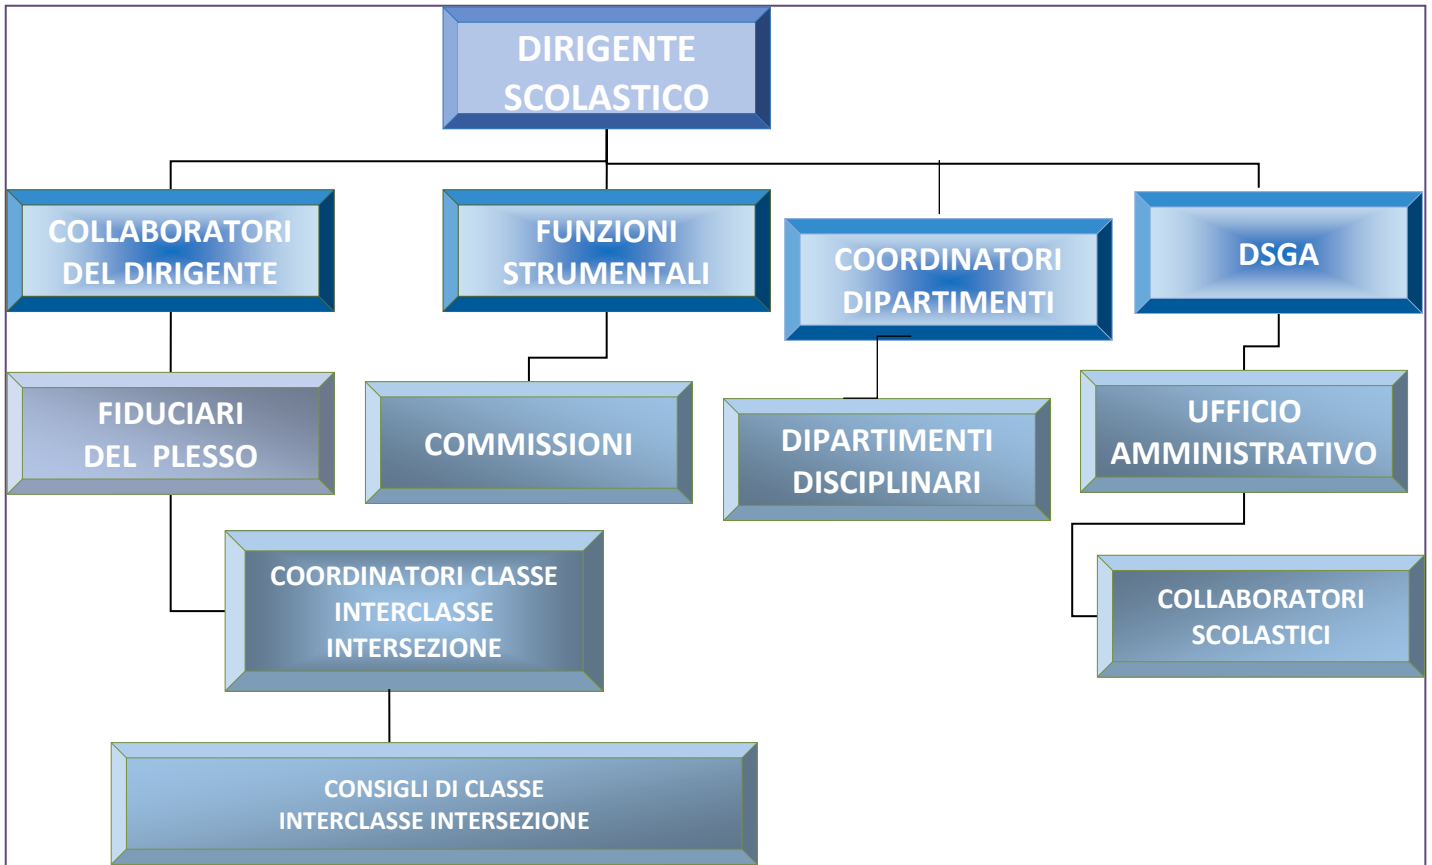 DIRIGENTE
SCOLASTICO
COLLABORATORI
DEL DIRIGENTE
FUNZIONI
STRUMENTALI
COORDINATORI
DIPARTIMENTI
DSGA
FIDUCIARI
DEL PLESSO
COMMISSIONI
DIPARTIMENTI
DISCIPLINARI
UFFICIO
AMMINISTRATIVO
COORDINATORI CLASSE
INTERCLASSE
INTERSEZIONE
COLLABORATORI
SCOLASTICI
CONSIGLI DI CLASSE
INTERCLASSE INTERSEZIONE